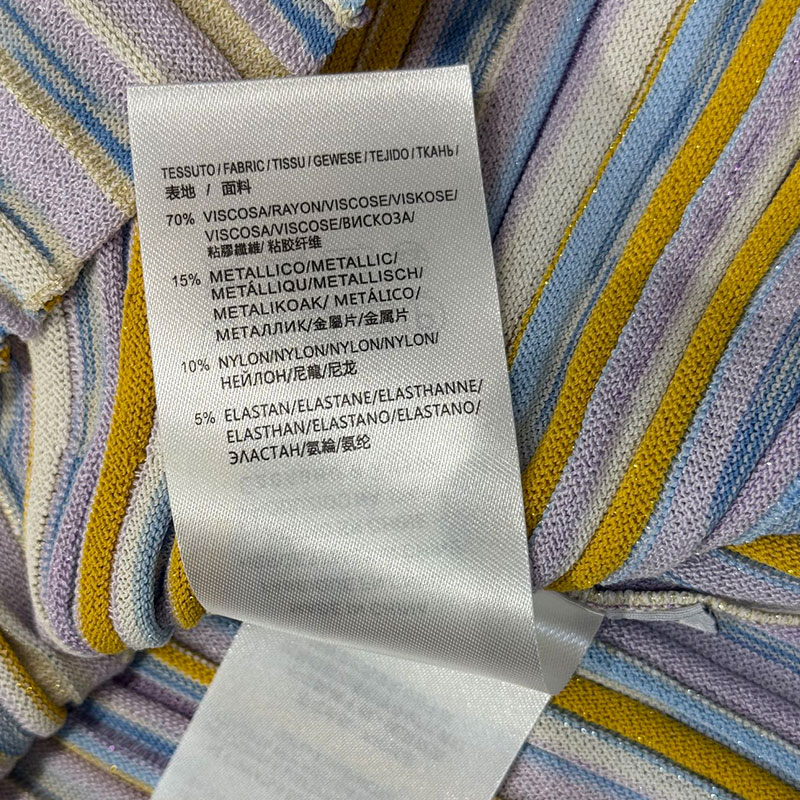 TESSUTO / FABRIC / TISSU / GEWESE / TEJIDO / ТКАНЬ /
表地 / 面料
70% VISCOSA/RAYON/VISCOSE/VISKOSE/
VISCOSA/VISCOSE/ВИСКОЗА/
粘膠纖維/ 粘胶纤维
15% METALLICO/METALLIC/
METÁLLIQU/METALLISCH/
METALIKOAK/ METÁLICO/
МЕТАЛЛИК/金屬片/金属片
10% NYLON/NYLON/NYLON/NYLON/
НЕЙЛОН/尼龍/尼龙
5% ELASTAN/ELASTANE/ELASTHANNE/
ELASTHAN/ELASTANO/ELASTANO/
ЭЛАСТАН/氨綸/氨纶